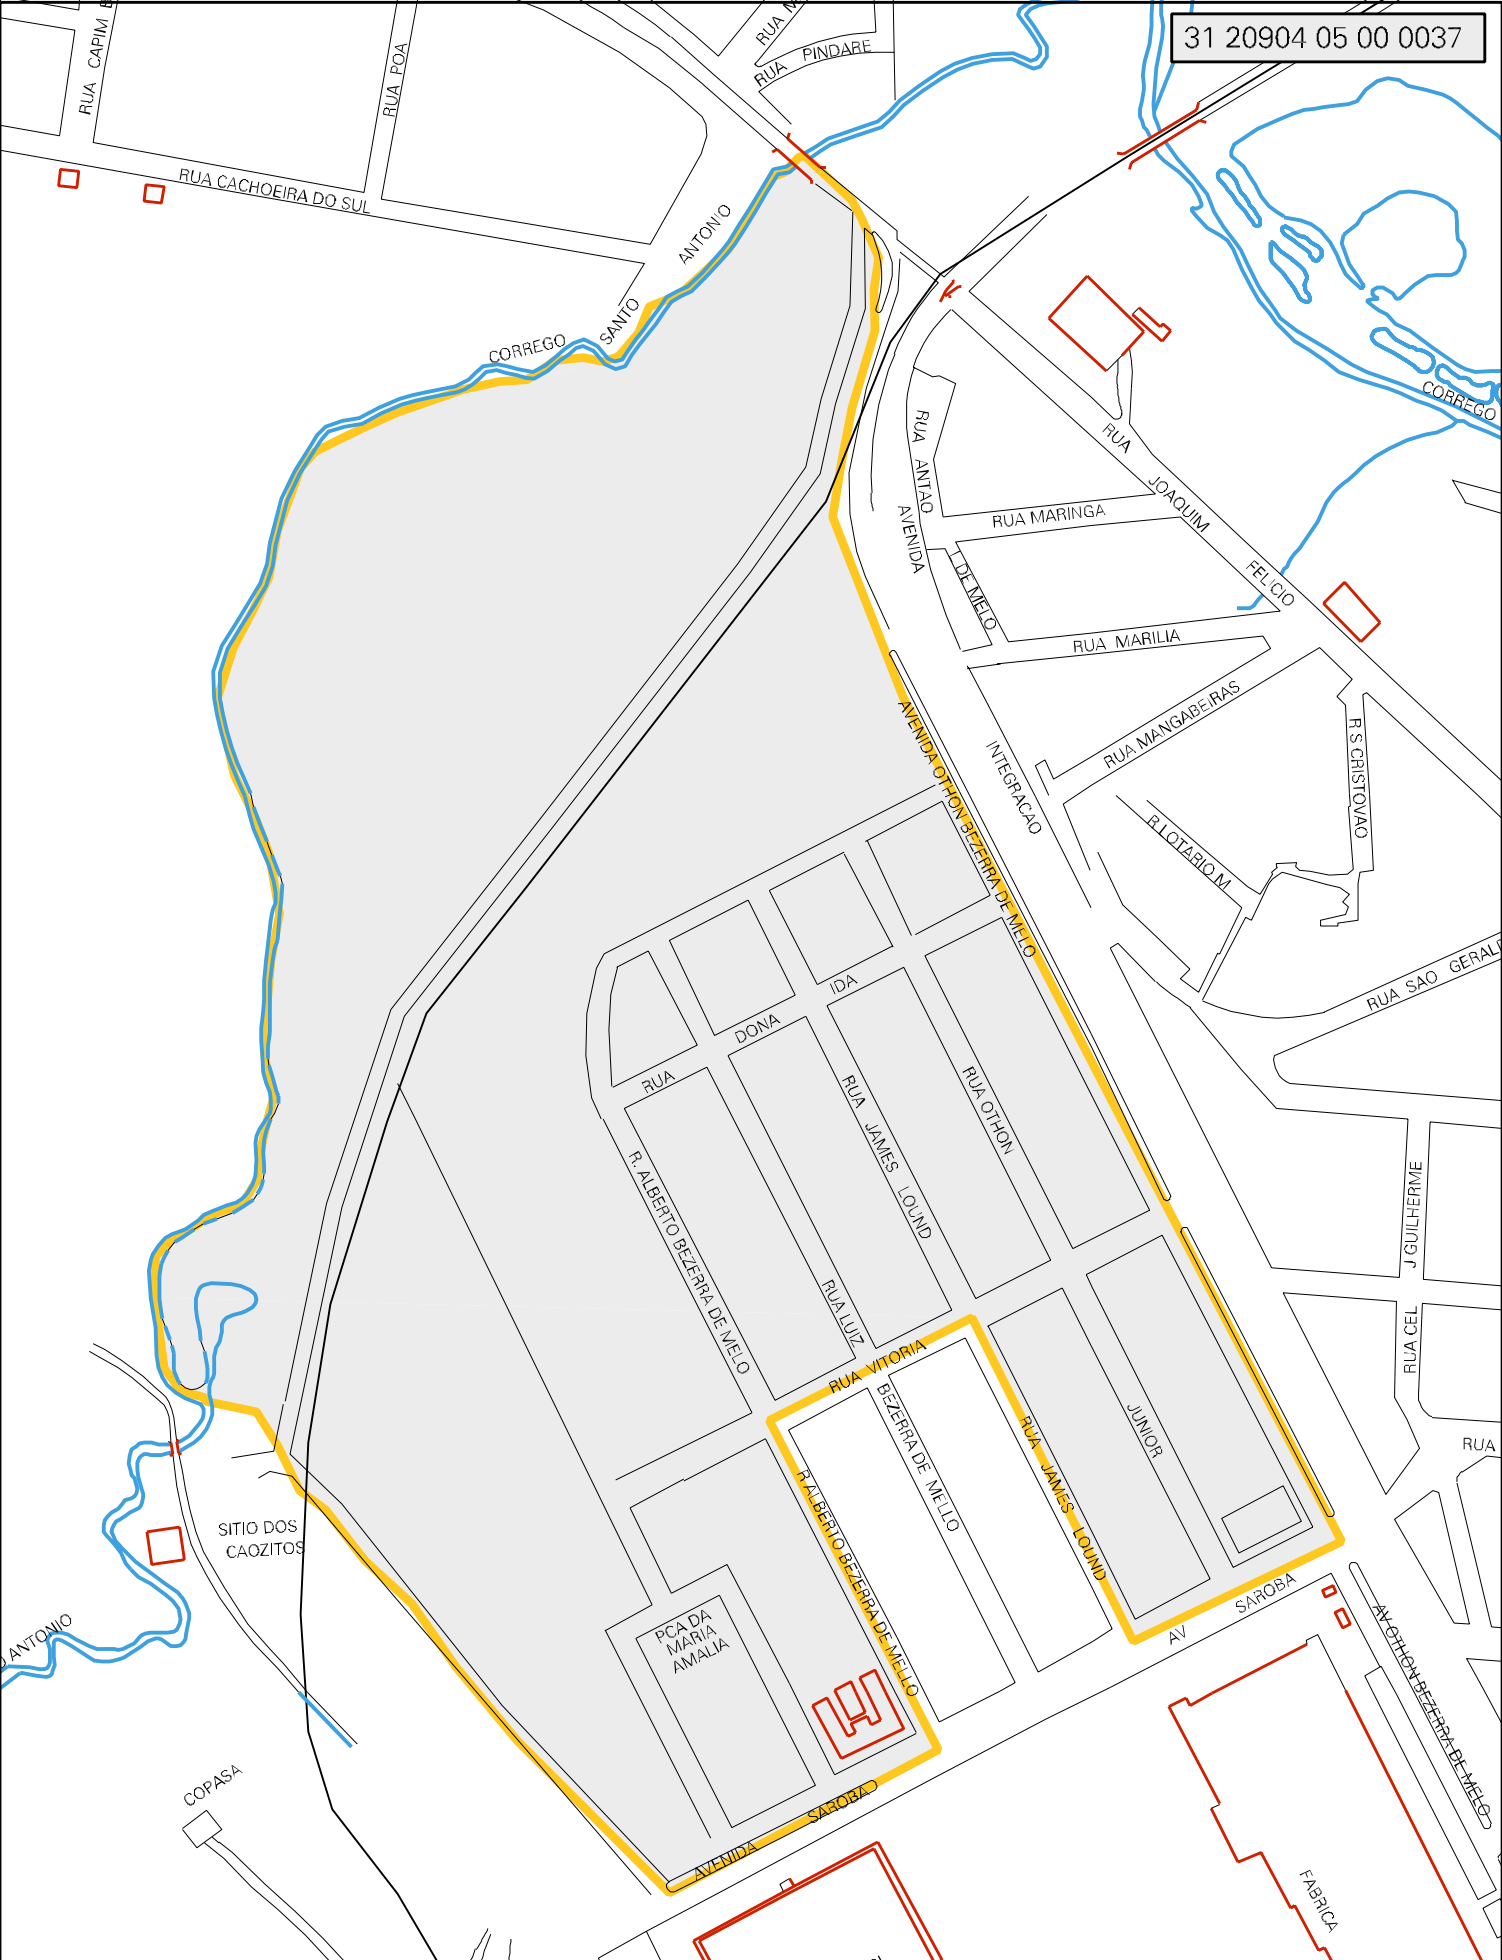 31 20904 05 00 0037
RUA CAPIM
RUA POA
RUA
RUA PINDARE
RUA CACHOEIRA DO SUL
CORREGO SANTO ANTONIO
CORREGO
RUA ANTAO
DE MELO
AVENIDA
INTEGRACAO
RUA MARINGA
RUA JOAQUIM FELICIO
RUA MARILIA
RUA MANGABEIRAS
R S CRISTOVAO
R LOTARIO M
AVENIDA OTHON BEZERRA DE MELO
RUA SAO
RUA DONA IDA
RUA JAMES LOUND
RUA OTHON
JUNIOR
R. ALBERTO BEZERRA DE MELO
RUA LUIZ
BEZERRA DE MELLO
RUA VITORIA
J GUILHERME
RUA CEL
RUA
RUA JAMES LOUND
R ALBERTO BEZERRA DE MELLO
SITIO DOS
CAOZITOS
ANTONIO
PCA DA
MARIA
AMALIA
AV SAROBA
AVENIDA SAROBA
AV OTHON BEZERRA DE MELO
COPASA
FABRICA